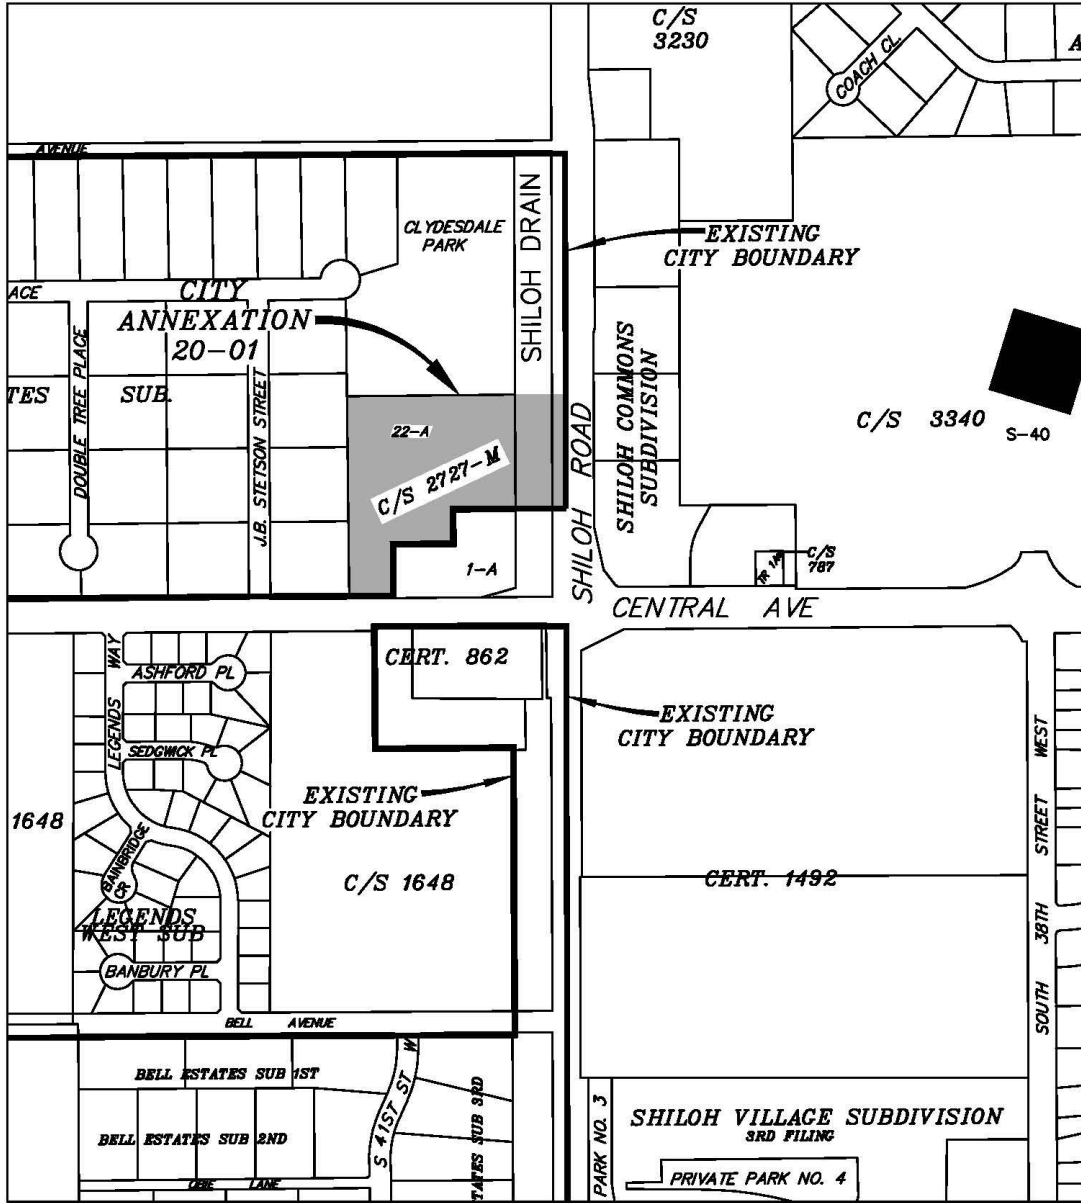 C/S
3230
COACH CL.
A
AVENUE
CLYDESDALE
PARK
SHILOH DRAIN
EXISTING
CITY BOUNDARY
ACE
CITY
ANNEXATION
20-01
DOUBLE TREE PLACE
TES SUB.
J.B. STETSON STREET
22-A
C/S 2727-M
SHILOH ROAD
SHILOH COMMONS
SUBDIVISION
C/S 3340
S-40
1-A
C/S
787
CENTRAL AVE
CERT. 862
LEGENDS WAY
ASHFORD PL
SEDGWICK PL
EXISTING
CITY BOUNDARY
EXISTING
CITY BOUNDARY
1648
BAINBRIDGE
CR
C/S 1648
CERT. 1492
LEGENDS
WEST SUB
BANBURY PL
SOUTH 38TH STREET WEST
BELL AVENUE
BELL ESTATES SUB 1ST
BELL ESTATES SUB 2ND
S 41ST ST W
TATES SUB 3RD
OBIE LANE
PARK NO. 3
SHILOH VILLAGE SUBDIVISION
3RD FILING
PRIVATE PARK NO. 4